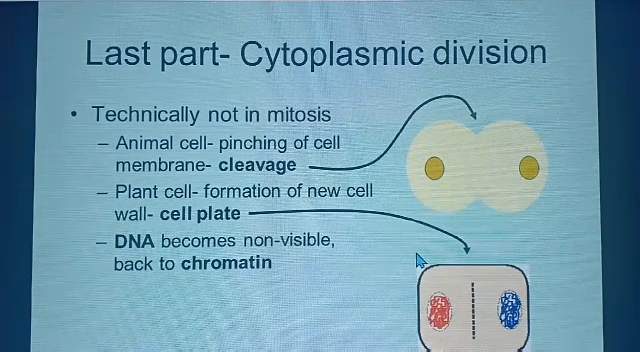 Last part- Cytoplasmic division
• Technically not in mitosis
– Animal cell- pinching of cell
membrane- cleavage
– Plant cell- formation of new cell
wall- cell plate
– DNA becomes non-visible,
back to chromatin